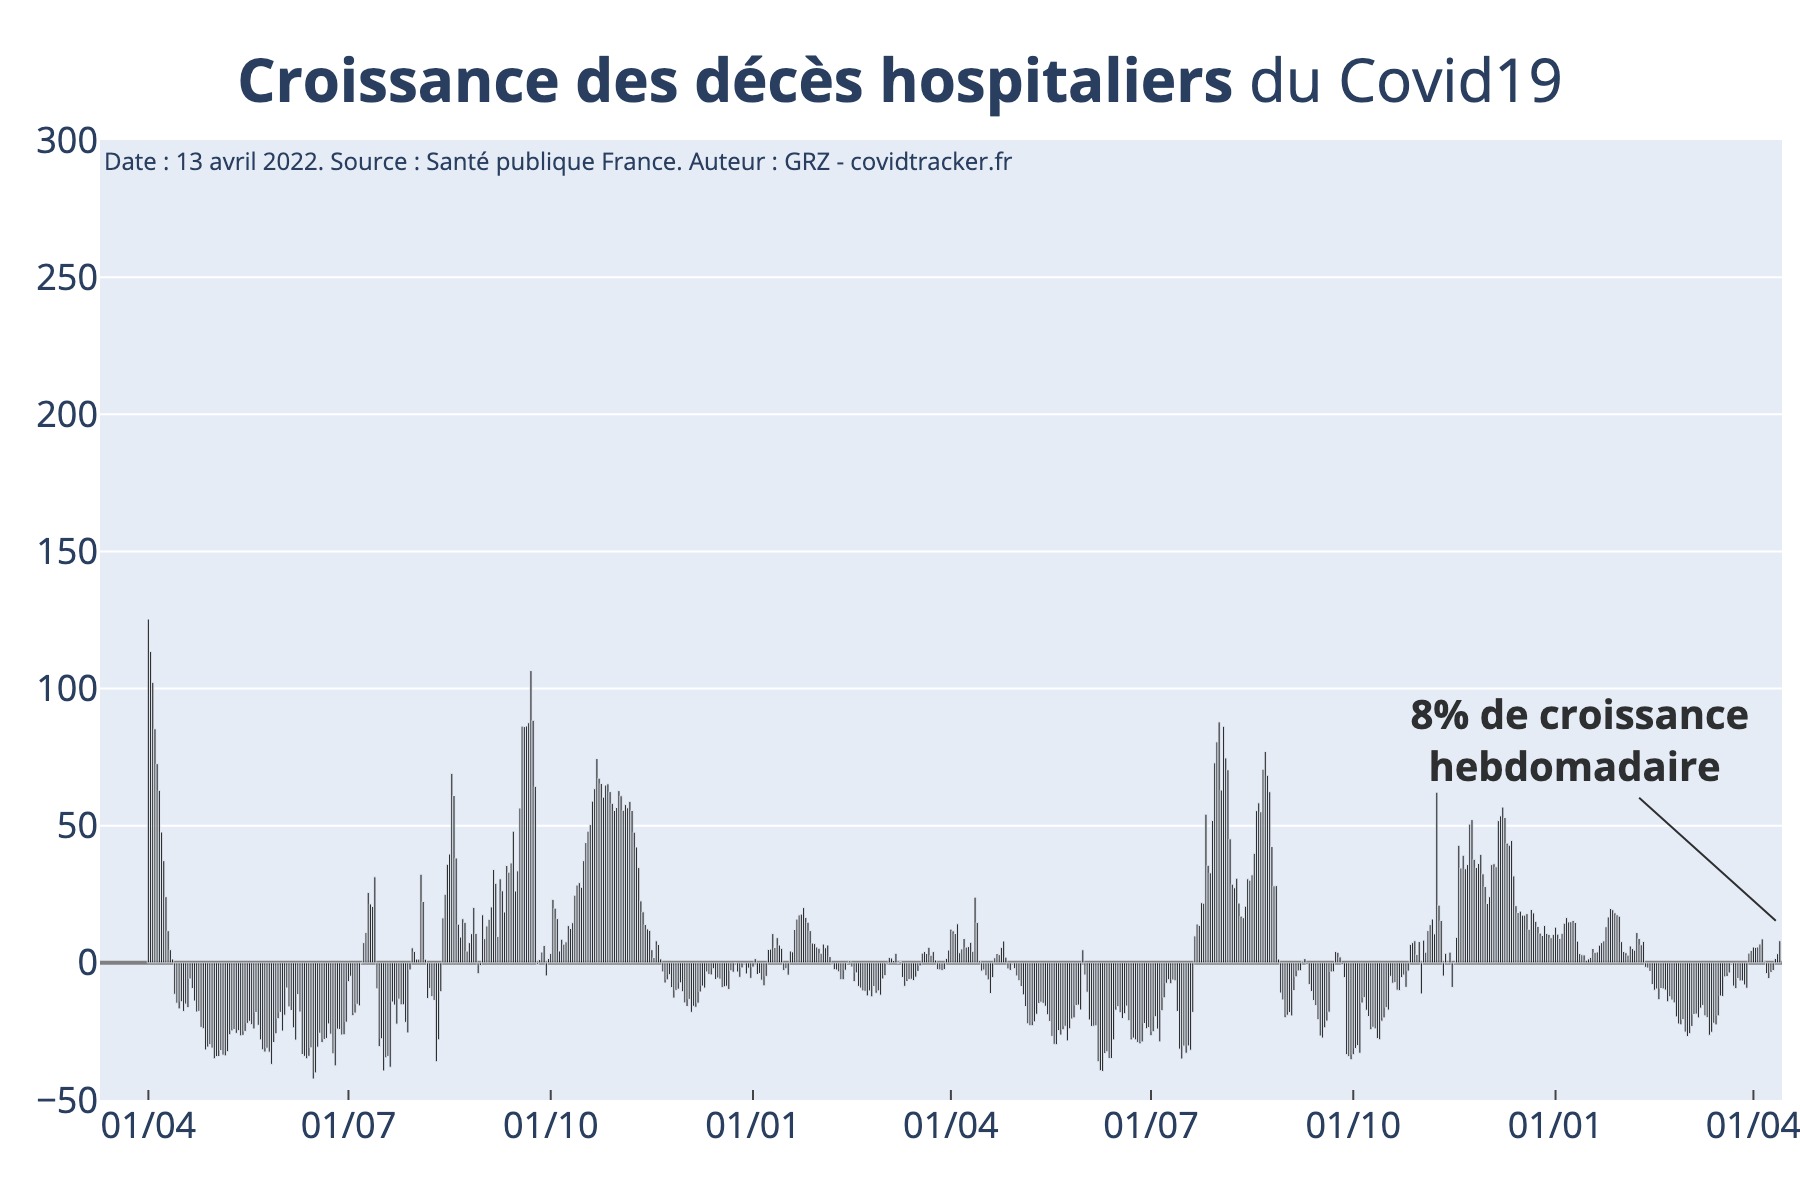 Croissance des décès hospitaliers du Covid19
Date : 13 avril 2022. Source : Santé publique France. Auteur : GRZ - covidtracker.fr
300
250
200
150
100
50
0
−50
8% de croissance
hebdomadaire
01/04 01/07 01/10 01/01 01/04 01/07 01/10 01/01 01/04